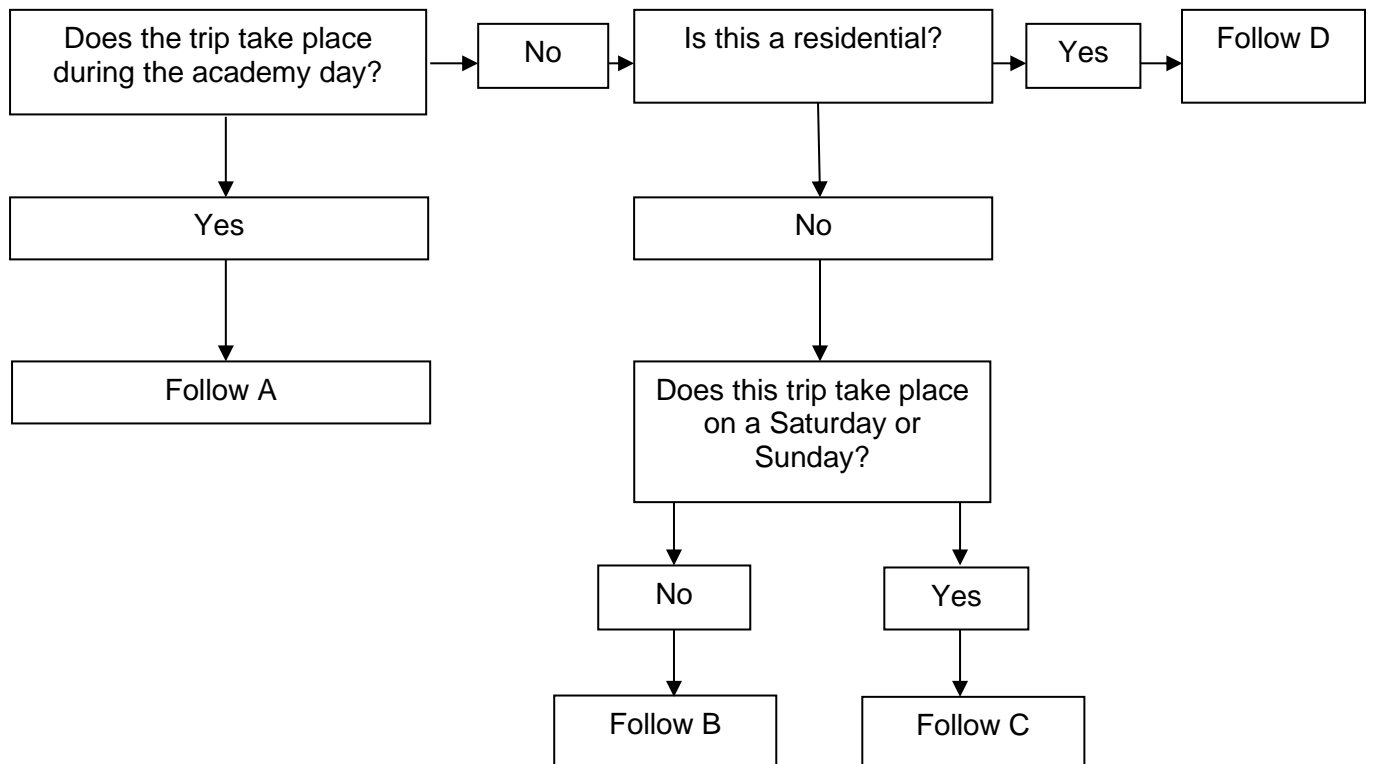 Does the trip take place
during the academy day?
No
Is this a residential?
Yes
Follow D
Yes
No
Follow A
Does this trip take place
on a Saturday or
Sunday?
No
Yes
Follow B
Follow C